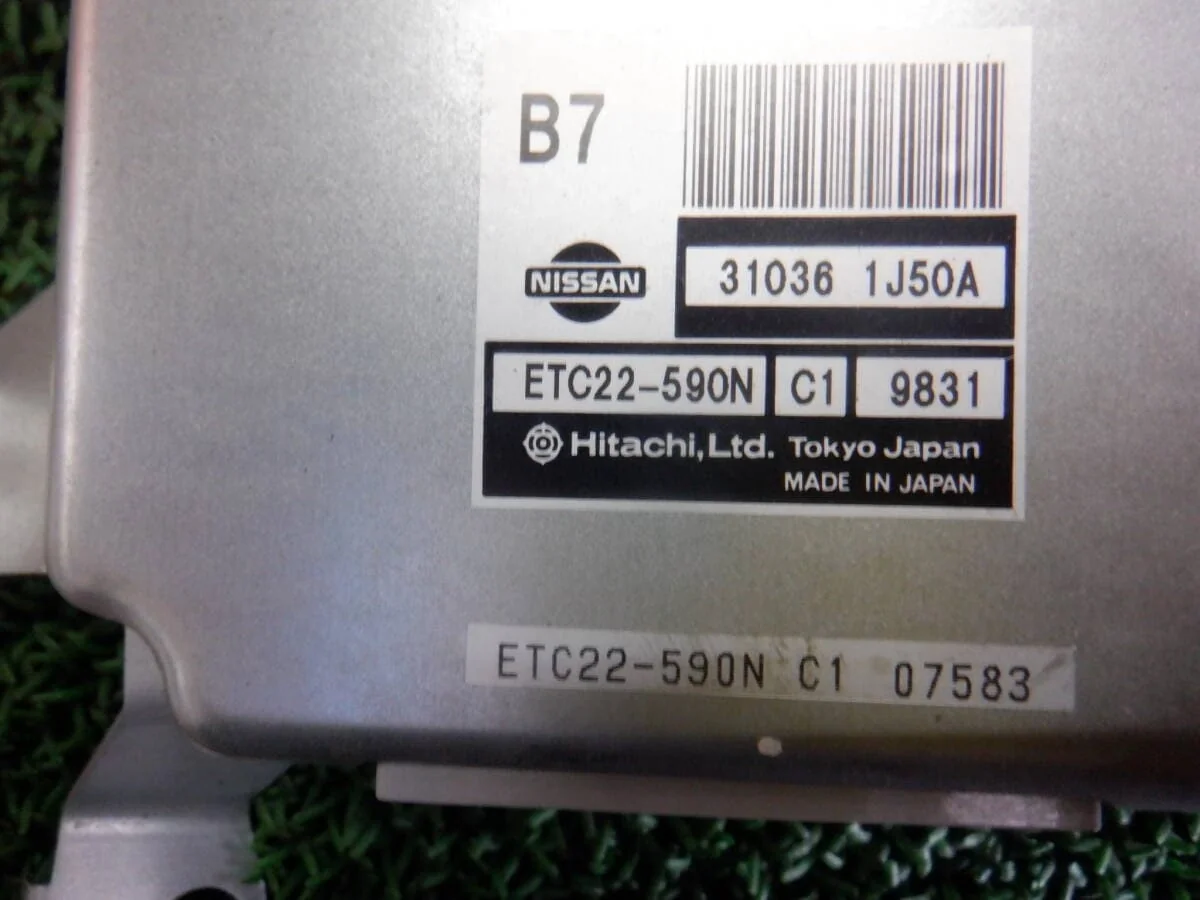 B7
NISSAN
31036 1J50A
ETC22-590N C1 9831
Hitachi,Ltd. Tokyo Japan
MADE IN JAPAN
ETC22-590N C1 07583